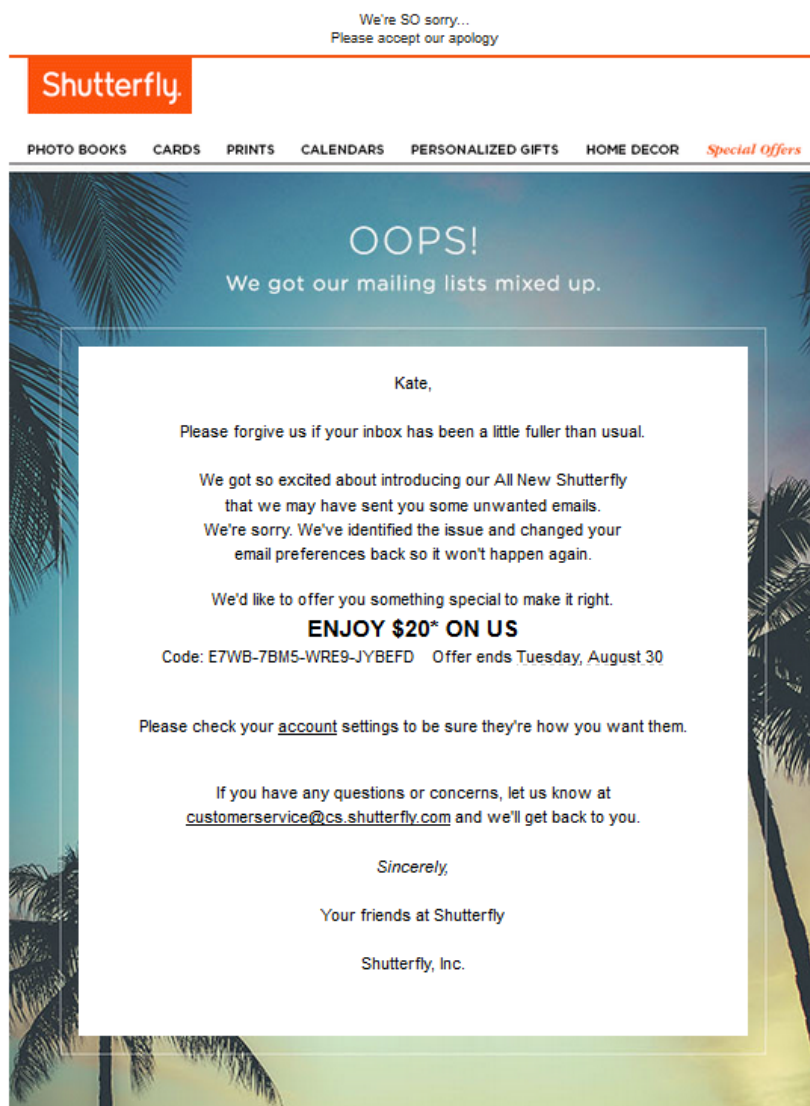 We're SO sorry...
Please accept our apology
Shutterfly.
PHOTO BOOKS CARDS PRINTS CALENDARS PERSONALIZED GIFTS HOME DECOR Special Offers
OOPS!
We got our mailing lists mixed up.
Kate,
Please forgive us if your inbox has been a little fuller than usual.
We got so excited about introducing our All New Shutterfly
that we may have sent you some unwanted emails.
We're sorry. We've identified the issue and changed your
email preferences back so it won't happen again.
We'd like to offer you something special to make it right.
ENJOY $20* ON US
Code: E7WB-7BM5-WRE9-JYBEFD Offer ends Tuesday, August 30
Please check your account settings to be sure they're how you want them.
If you have any questions or concerns, let us know at
customerservice@cs.shutterfly.com and we'll get back to you.
Sincerely,
Your friends at Shutterfly
Shutterfly, Inc.